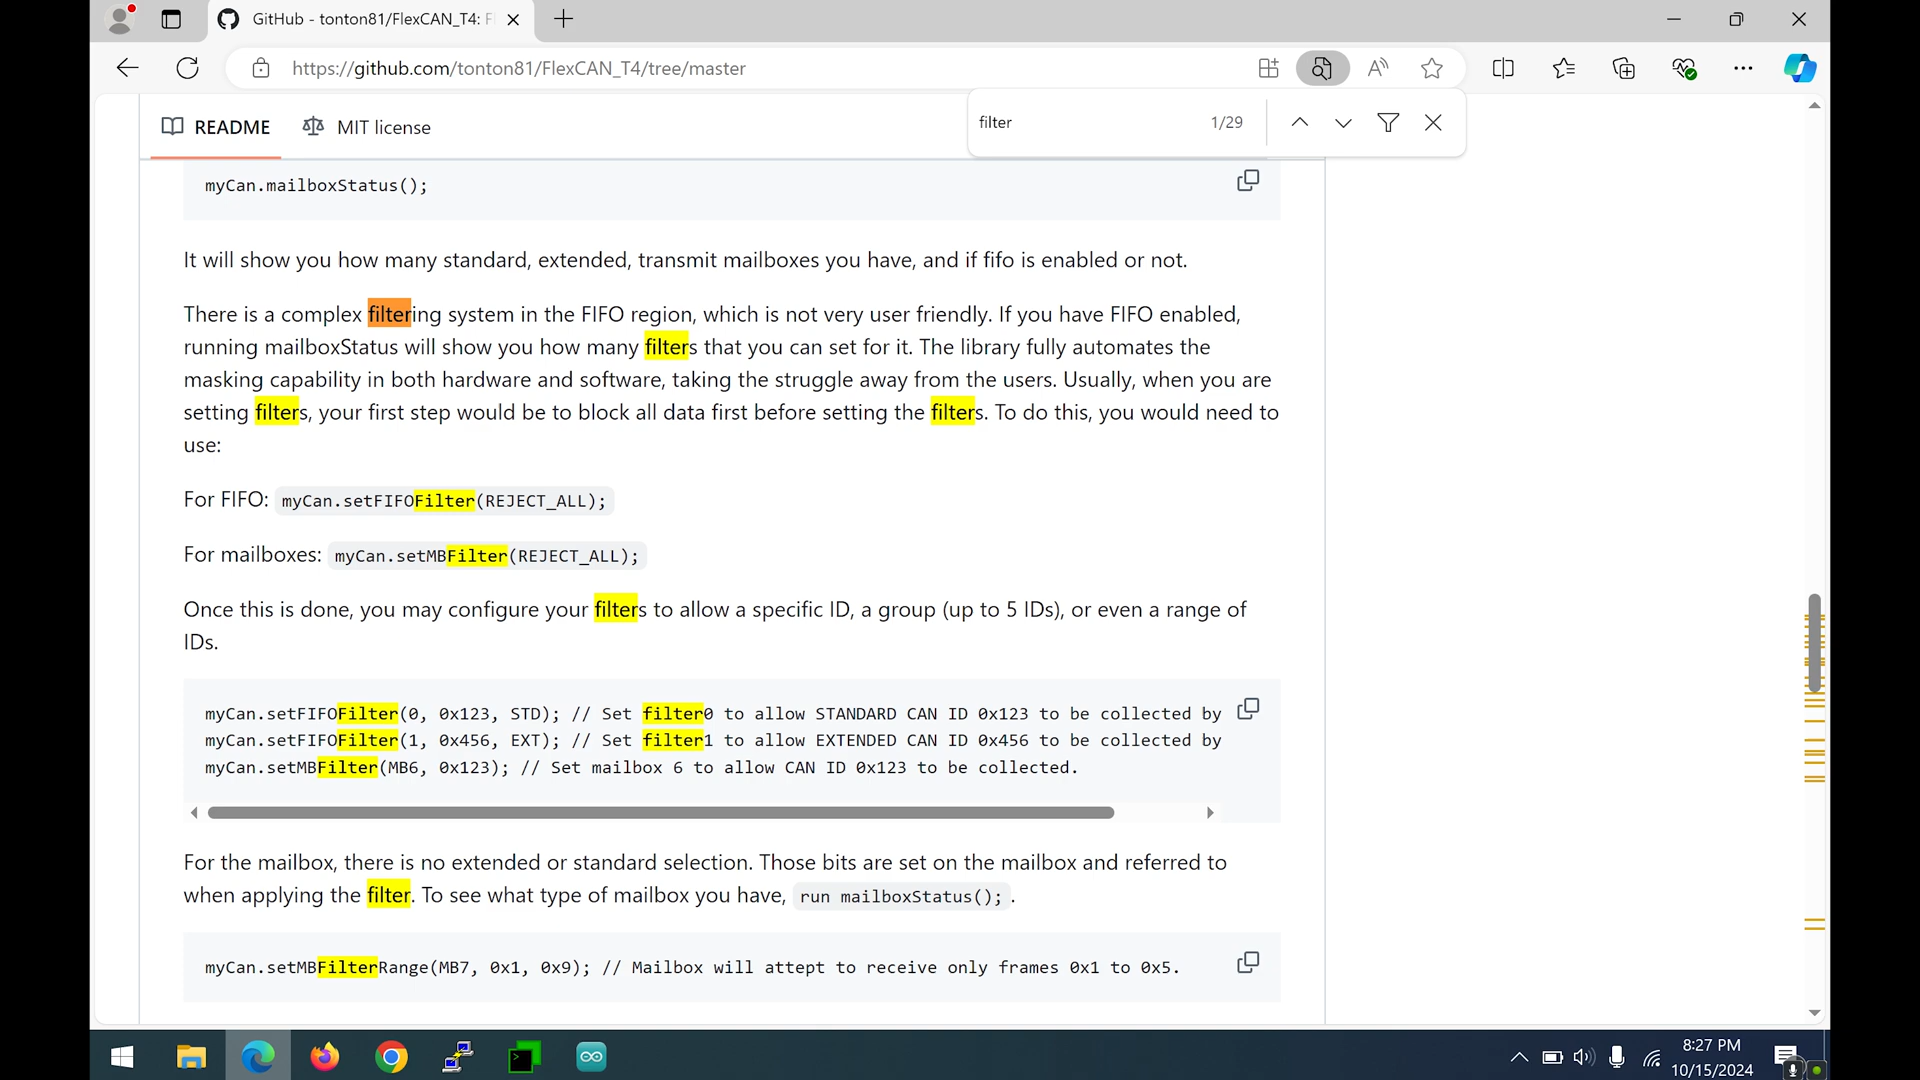 GitHub - tonton81/FlexCAN_T4: Fl
https://github.com/tonton81/FlexCAN_T4/tree/master
filter
1/29
README
MIT license
myCan.mailboxStatus();
It will show you how many standard, extended, transmit mailboxes you have, and if fifo is enabled or not.
There is a complex filtering system in the FIFO region, which is not very user friendly. If you have FIFO enabled,
running mailboxStatus will show you how many filters that you can set for it. The library fully automates the
masking capability in both hardware and software, taking the struggle away from the users. Usually, when you are
setting filters, your first step would be to block all data first before setting the filters. To do this, you would need to
use:
For FIFO: myCan.setFIFOFilter(REJECT_ALL);
For mailboxes: myCan.setMBFilter(REJECT_ALL);
Once this is done, you may configure your filters to allow a specific ID, a group (up to 5 IDs), or even a range of
IDs.
myCan.setFIFOFilter(0, 0x123, STD); // Set filter0 to allow STANDARD CAN ID 0x123 to be collected by
myCan.setFIFOFilter(1, 0x456, EXT); // Set filter1 to allow EXTENDED CAN ID 0x456 to be collected by
myCan.setMBFilter(MB6, 0x123); // Set mailbox 6 to allow CAN ID 0x123 to be collected.
For the mailbox, there is no extended or standard selection. Those bits are set on the mailbox and referred to
when applying the filter. To see what type of mailbox you have, run mailboxStatus(); .
myCan.setMBFilterRange(MB7, 0x1, 0x9); // Mailbox will attept to receive only frames 0x1 to 0x5.
8:27 PM
10/15/2024